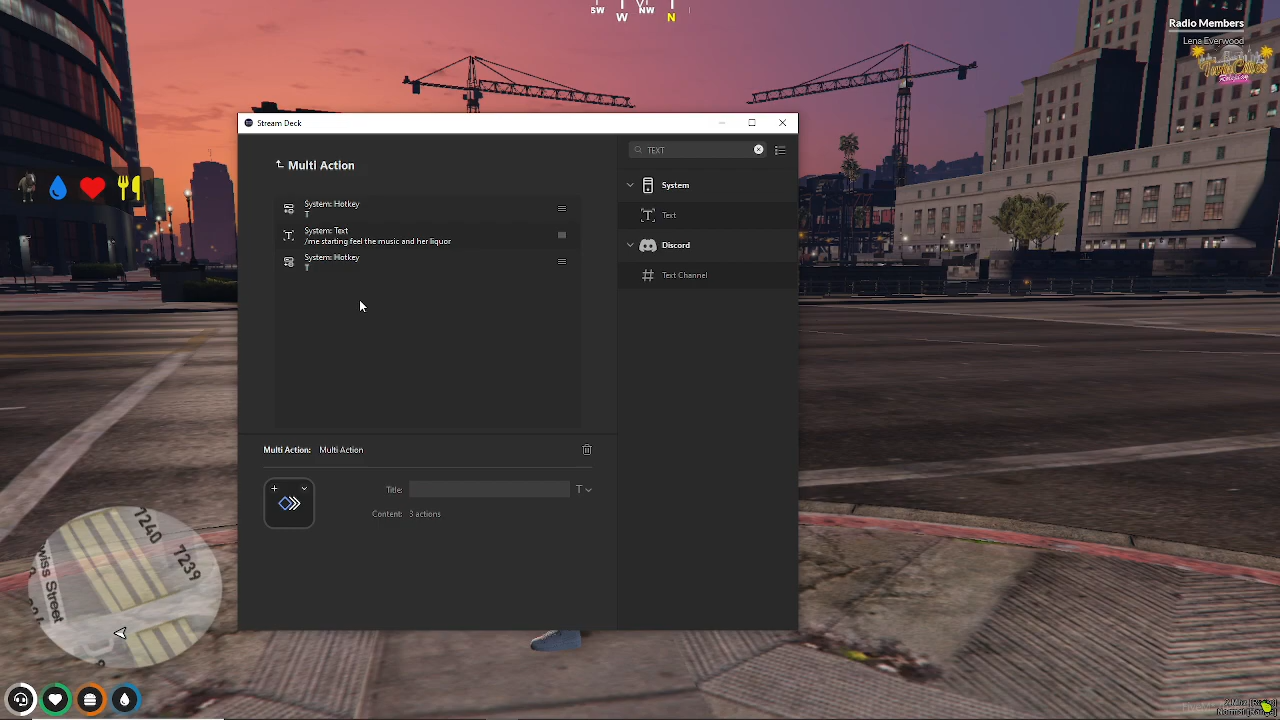 SW
W
NW
N
Radio Members
Lena Everwood
Stream Deck
Multi Action
TEXT
System: Hotkey
T
System: Text
/me starting feel the music and her liquor
System: Hotkey
T
System
Text
Discord
Text Channel
Multi Action: Multi Action
Title:
T
Content: 3 actions
7240
7239
wiss Street